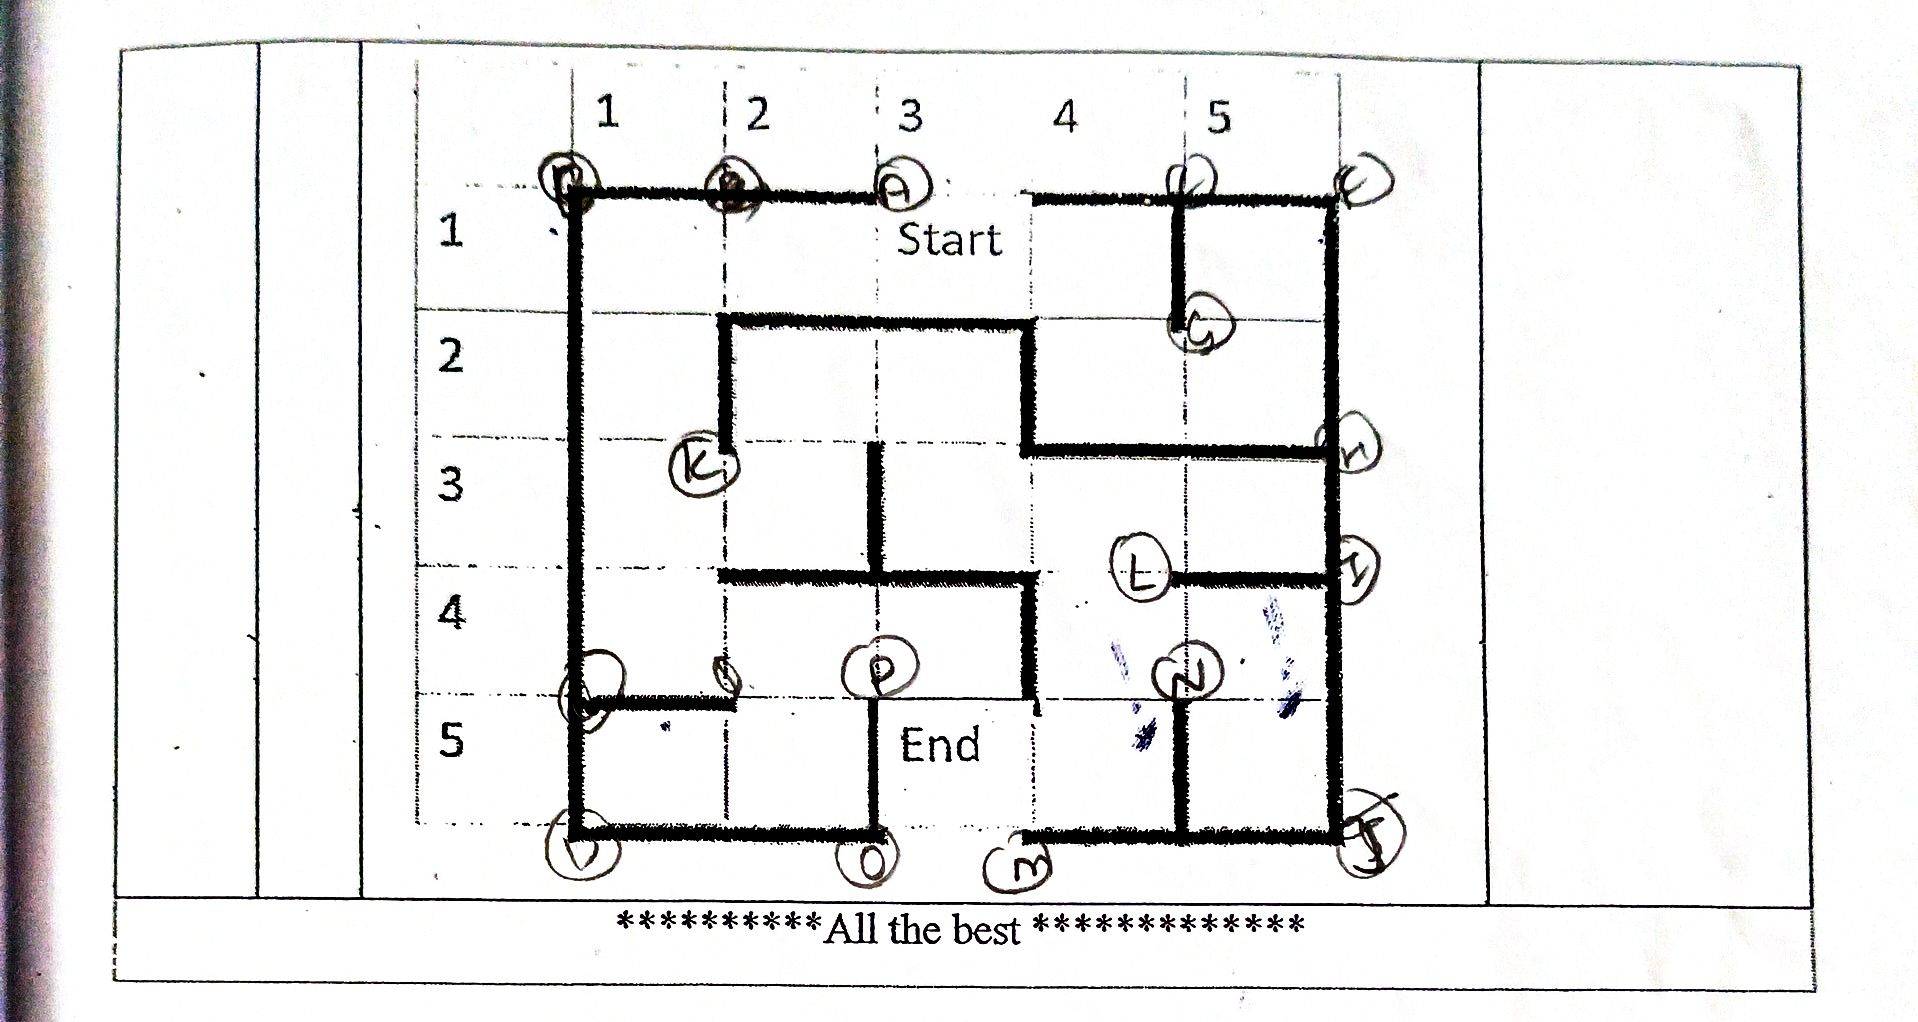 1 2 3 4 5
A
1 Start
G
2
K H
3
L I
4
P N
5 End
D O m J
**********All the best *************